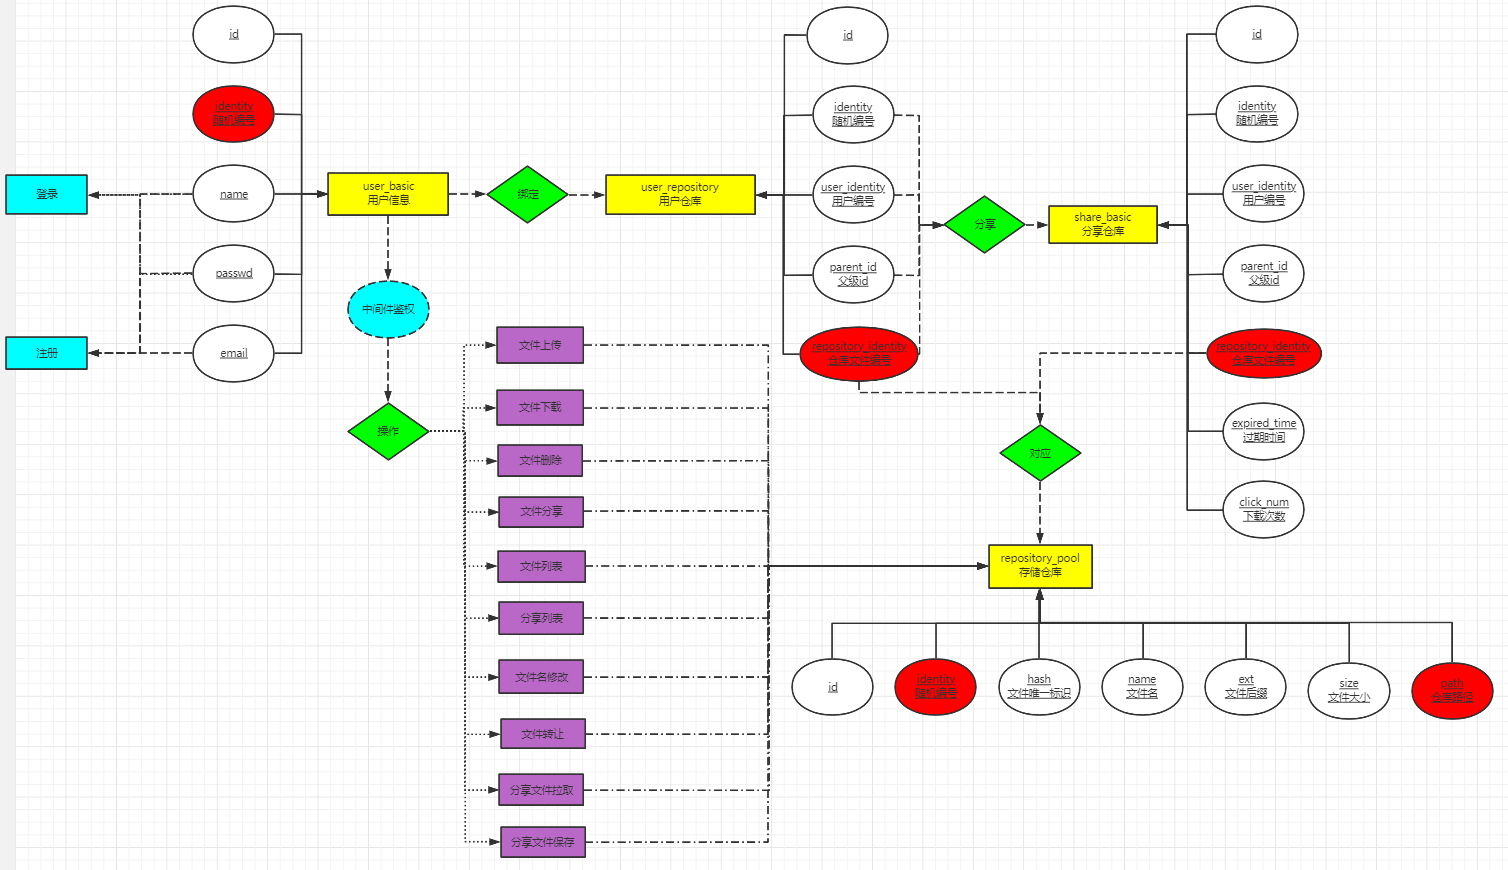 id
identity
随机编号
name
passwd
email
登录
注册
user_basic
用户信息
绑定
user_repository
用户仓库
中间件鉴权
操作
文件上传
文件下载
文件删除
文件分享
文件列表
分享列表
文件名修改
文件转让
分享文件拉取
分享文件保存
id
identity
随机编号
user_identity
用户编号
parent_id
父级id
repository_identity
仓库文件编号
分享
share_basic
分享仓库
id
identity
随机编号
user_identity
用户编号
parent_id
父级id
repository_identity
仓库文件编号
expired_time
过期时间
click_num
下载次数
对应
repository_pool
存储仓库
id
identity
随机编号
hash
文件唯一标识
name
文件名
ext
文件后缀
size
文件大小
path
仓库路径